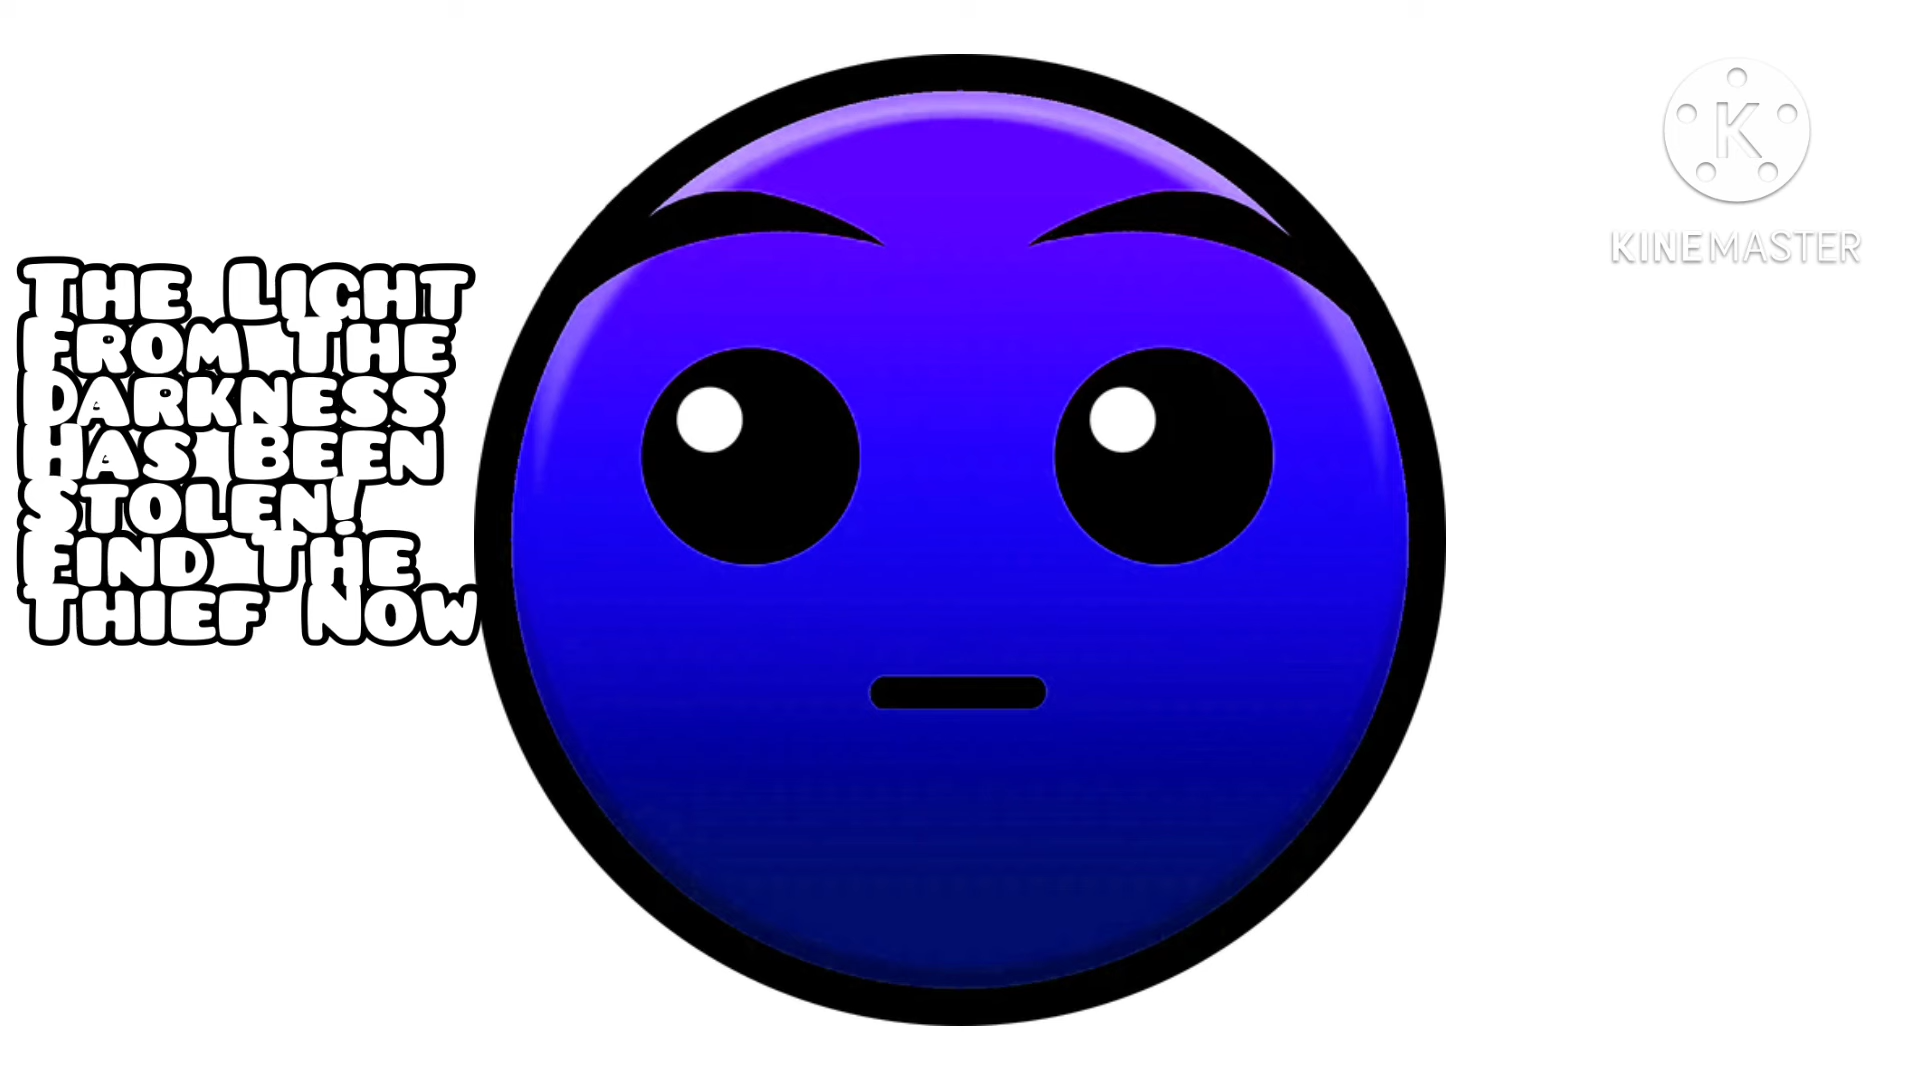 The Light
From The
Darkness
Has Been
Stolen!
Find The
Thief Now
K
KINEMASTER